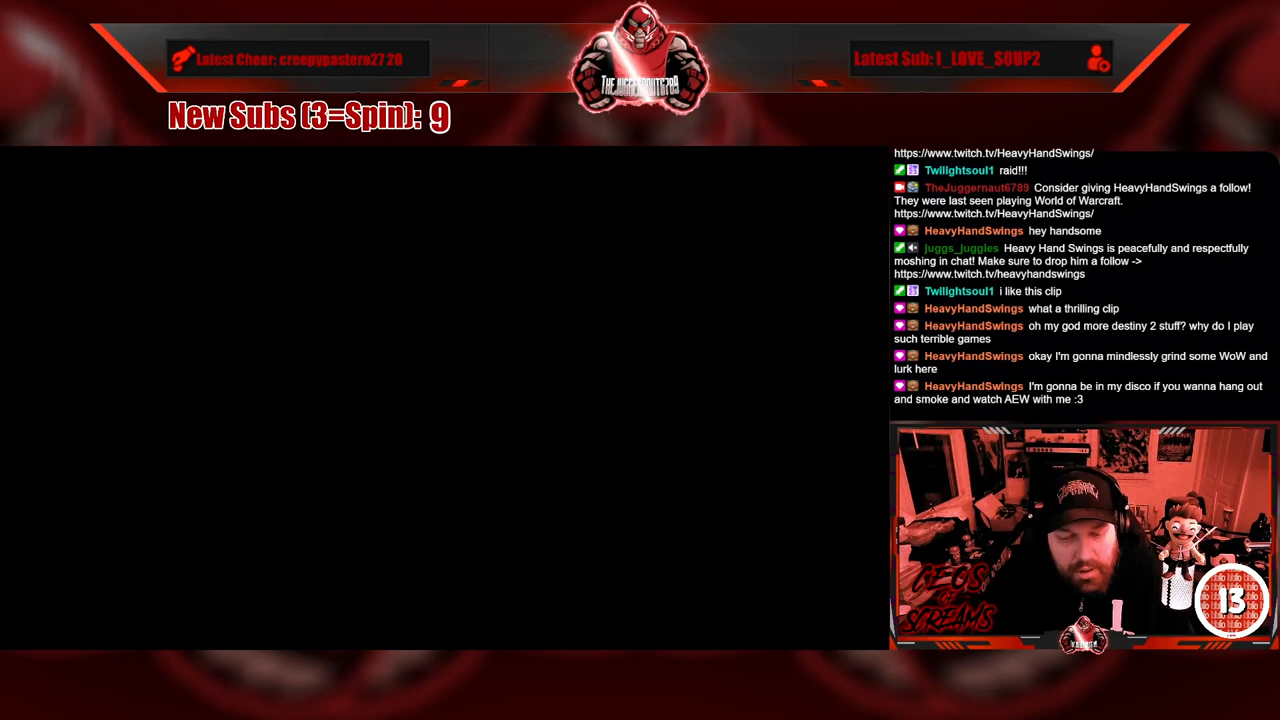 Latest Cheer: creepypastero27 20
THEJUGGERNAUT6789
Latest Sub: I_LOVE_SOUP2
New Subs (3=Spin): 9
https://www.twitch.tv/HeavyHandSwings/
Twilightsoul1 raid!!!
TheJuggernaut6789 Consider giving HeavyHandSwings a follow!
They were last seen playing World of Warcraft.
https://www.twitch.tv/HeavyHandSwings/
HeavyHandSwings hey handsome
juggs_juggles Heavy Hand Swings is peacefully and respectfully
moshing in chat! Make sure to drop him a follow ->
https://www.twitch.tv/heavyhandswings
Twilightsoul1 i like this clip
HeavyHandSwings what a thrilling clip
HeavyHandSwings oh my god more destiny 2 stuff? why do I play
such terrible games
HeavyHandSwings okay I'm gonna mindlessly grind some WoW and
lurk here
HeavyHandSwings I'm gonna be in my disco if you wanna hang out
and smoke and watch AEW with me :3
CEOS
OF
SCREAMS
13